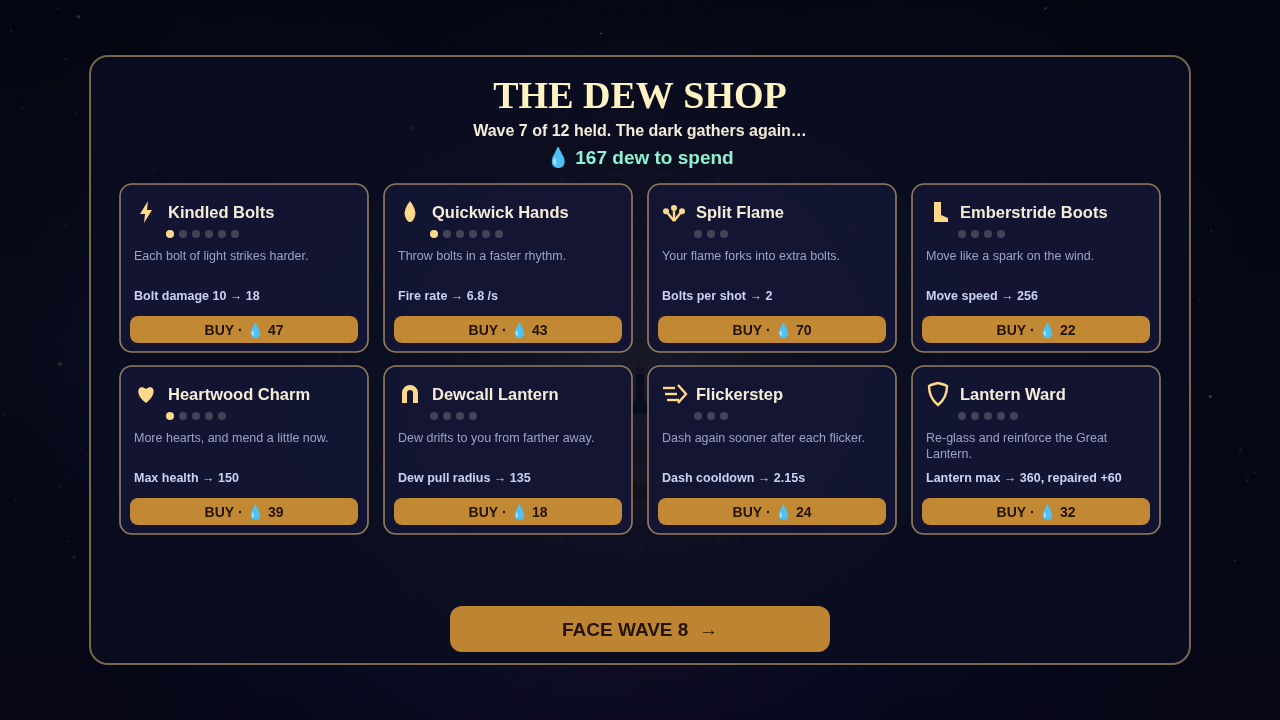 THE DEW SHOP
Wave 7 of 12 held. The dark gathers again…
💧 167 dew to spend
Kindled Bolts
Each bolt of light strikes harder.
Bolt damage 10 → 18
BUY · 💧 47
Quickwick Hands
Throw bolts in a faster rhythm.
Fire rate → 6.8 /s
BUY · 💧 43
Split Flame
Your flame forks into extra bolts.
Bolts per shot → 2
BUY · 💧 70
Emberstride Boots
Move like a spark on the wind.
Move speed → 256
BUY · 💧 22
Heartwood Charm
More hearts, and mend a little now.
Max health → 150
BUY · 💧 39
Dewcall Lantern
Dew drifts to you from farther away.
Dew pull radius → 135
BUY · 💧 18
Flickerstep
Dash again sooner after each flicker.
Dash cooldown → 2.15s
BUY · 💧 24
Lantern Ward
Re-glass and reinforce the Great
Lantern.
Lantern max → 360, repaired +60
BUY · 💧 32
FACE WAVE 8 →